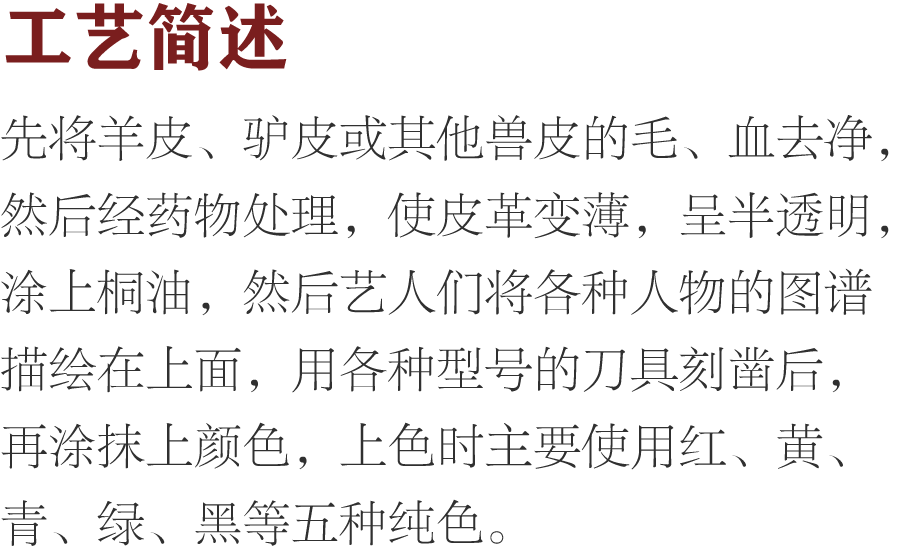 工艺简述
先将羊皮、驴皮或其他兽皮的毛、血去净，
然后经药物处理，使皮革变薄，呈半透明，
涂上桐油，然后艺人们将各种人物的图谱
描绘在上面，用各种型号的刀具刻凿后，
再涂抹上颜色，上色时主要使用红、黄、
青、绿、黑等五种纯色。